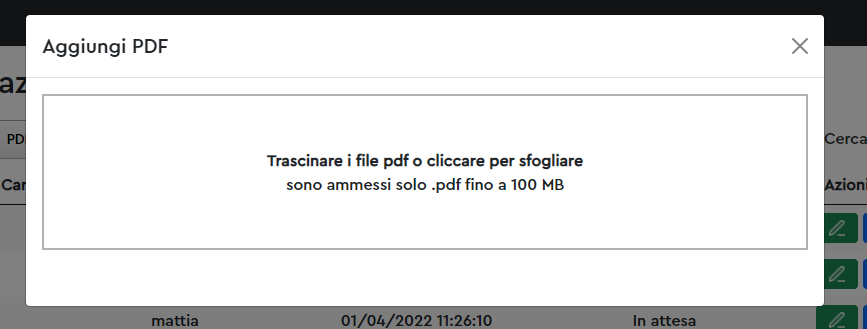 Aggiungi PDF
az
PD
Cerca
Trascinare i file pdf o cliccare per sfogliare
sono ammessi solo .pdf fino a 100 MB
Car
Azioni
mattia 01/04/2022 11:26:10 In attesa